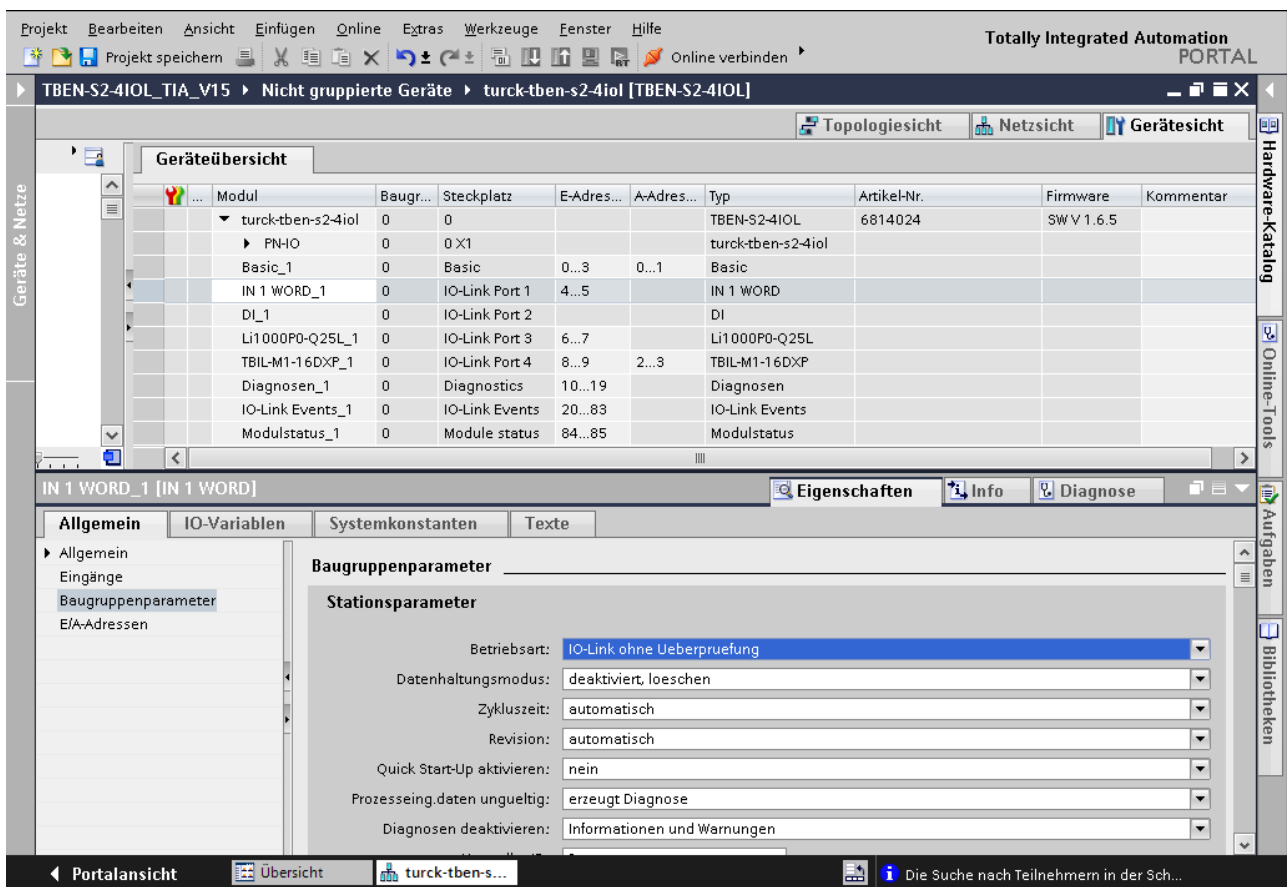 Projekt Bearbeiten Ansicht Einfügen Online Extras Werkzeuge Fenster Hilfe
Totally Integrated Automation
PORTAL
Projekt speichern Online verbinden
TBEN-S2-4IOL_TIA_V15 Nicht gruppierte Geräte turck-tben-s2-4iol [TBEN-S2-4IOL]
Topologiesicht Netzsicht Gerätesicht
Geräteübersicht
... Modul Baugr... Steckplatz E-Adres... A-Adres... Typ Artikel-Nr. Firmware Kommentar
turck-tben-s2-4iol 0 0 TBEN-S2-4IOL 6814024 SW V 1.6.5
PN-IO 0 0 X1 turck-tben-s2-4iol
Basic_1 0 Basic 0...3 0...1 Basic
IN 1 WORD_1 0 IO-Link Port 1 4...5 IN 1 WORD
DI_1 0 IO-Link Port 2 DI
Li1000P0-Q25L_1 0 IO-Link Port 3 6...7 Li1000P0-Q25L
TBIL-M1-16DXP_1 0 IO-Link Port 4 8...9 2...3 TBIL-M1-16DXP
Diagnosen_1 0 Diagnostics 10...19 Diagnosen
IO-Link Events_1 0 IO-Link Events 20...83 IO-Link Events
Modulstatus_1 0 Module status 84...85 Modulstatus
IN 1 WORD_1 [IN 1 WORD]
Eigenschaften Info Diagnose
Allgemein IO-Variablen Systemkonstanten Texte
Allgemein
Eingänge
Baugruppenparameter
E/A-Adressen
Baugruppenparameter
Stationsparameter
Betriebsart: IO-Link ohne Ueberpruefung
Datenhaltungsmodus: deaktiviert, loeschen
Zykluszeit: automatisch
Revision: automatisch
Quick Start-Up aktivieren: nein
Prozesseing.daten ungueltig: erzeugt Diagnose
Diagnosen deaktivieren: Informationen und Warnungen
Portalansicht Übersicht turck-tben-s... Die Suche nach Teilnehmern in der Sch...
Geräte & Netze
Hardware-Katalog
Online-Tools
Aufgaben
Bibliotheken